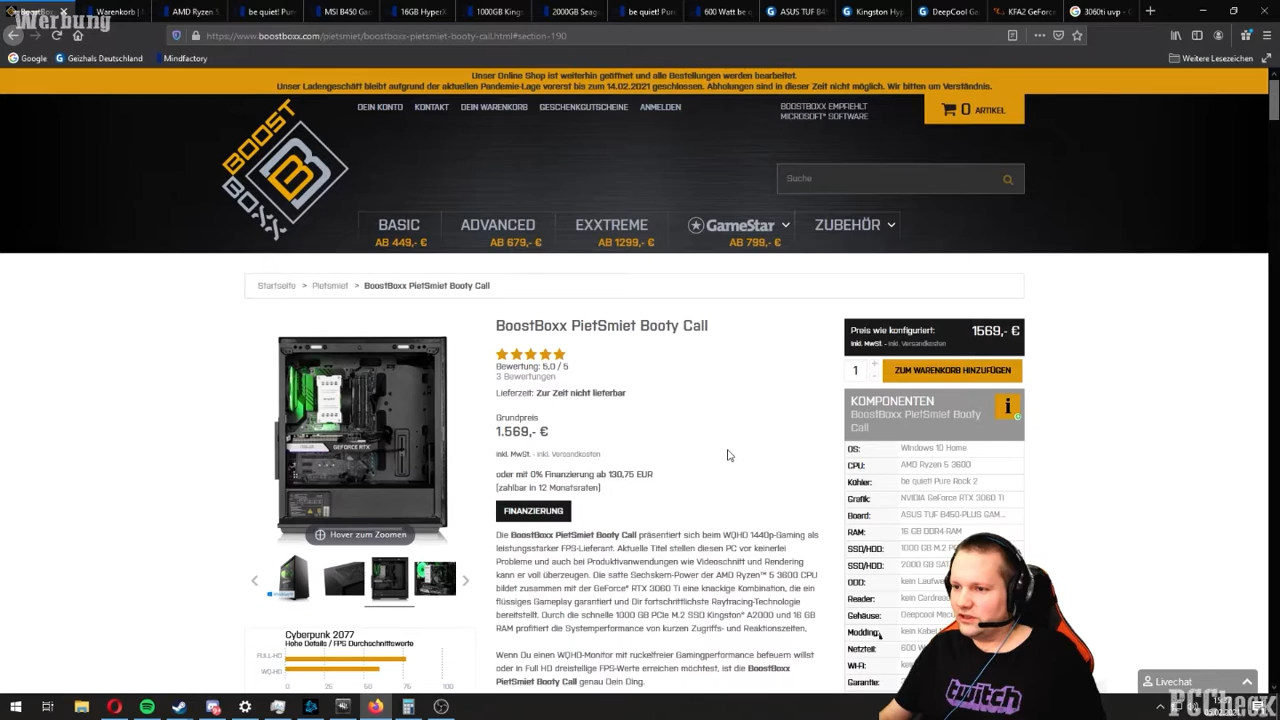 Werbung
BoostBo
Warenkorb
AMD Ryzen 5
be quiet! Pur
MSI B450 Gan
16GB HyperX
1000GB Kings
2000GB Seag
be quiet! Pur
600 Watt be q
ASUS TUF B4
Kingston Hyp
DeepCool Ga
KFA2 GeForce
3060ti uvp - G
https://www.boostboxx.com/pietsmiet/boostboxx-pietsmiet-booty-call.html#section-190
Google
Geizhals Deutschland
Mindfactory
Weitere Lesezeichen
Unser Online Shop ist weiterhin geöffnet und alle Bestellungen werden bearbeitet.
Unser Ladengeschäft bleibt aufgrund der aktuellen Pandemie-Lage vorerst bis zum 14.02.2021 geschlossen. Abholungen sind in dieser Zeit nicht möglich. Wir bitten um Verständnis.
DEIN KONTO KONTAKT DEIN WARENKORB GESCHENKGUTSCHEINE ANMELDEN
BOOSTBOXX EMPFIEHLT
MICROSOFT® SOFTWARE
0 ARTIKEL
BOOST
BOXX
B
Suche
BASIC
AB 449,- €
ADVANCED
AB 679,- €
EXXTREME
AB 1299,- €
GameStar
AB 799,- €
ZUBEHÖR
Startseite > Pietsmiet > BoostBoxx PietSmiet Booty Call
BoostBoxx PietSmiet Booty Call
Bewertung: 5.0 / 5
3 Bewertungen
Lieferzeit: Zur Zeit nicht lieferbar
Grundpreis
1.569,- €
inkl. MwSt. - inkl. Versandkosten
oder mit 0% Finanzierung ab 130,75 EUR
(zahlbar in 12 Monatsraten)
FINANZIERUNG
Die BoostBoxx PietSmiet Booty Call präsentiert sich beim WQHD 1440p-Gaming als
leistungsstarker FPS-Lieferant. Aktuelle Titel stellen diesen PC vor keinerlei
Probleme und auch bei Produktivanwendungen wie Videoschnitt und Rendering
kann er voll überzeugen. Die satte Sechskern-Power der AMD Ryzen™ 5 3600 CPU
bildet zusammen mit der GeForce® RTX 3060 Ti eine knackige Kombination, die ein
flüssiges Gameplay garantiert und Dir fortschrittlichste Raytracing-Technologie
bereitstellt. Durch die schnelle 1000 GB PCIe M.2 SSD Kingston® A2000 und 16 GB
RAM profitiert die Systemperformance von kurzen Zugriffs- und Reaktionszeiten,
Wenn Du einen WQHD-Monitor mit ruckelfreier Gamingperformance befeuern willst
oder in Full HD dreistellige FPS-Werte erreichen möchtest, ist die BoostBoxx
PietSmiet Booty Call genau Dein Ding.
GEFORCE RTX
Hover zum Zoomen
Cyberpunk 2077
Hohe Details / FPS Durchschnittswerte
FULL-HD
WQ-HD
0 25 50 75 100
Preis wie konfiguriert: 1569,- €
inkl. MwSt. - inkl. Versandkosten
1
ZUM WARENKORB HINZUFÜGEN
KOMPONENTEN
BoostBoxx PietSmiet Booty
Call
i
OS: Windows 10 Home
CPU: AMD Ryzen 5 3600
Kühler: be quiet! Pure Rock 2
Grafik: NVIDIA GeForce RTX 3060 Ti
Board: ASUS TUF B450-PLUS GAM...
RAM: 16 GB DDR4-RAM
SSD/HDD: 1000 GB M.2 P
SSD/HDD: 2000 GB SAT
ODD: kein Laufwe
Reader: kein Cardrea
Gehäuse: Deepcool Mac
Modding: kein Kabel
Netzteil: 600 W
Wi-Fi: kei
Garantie:
Livechat
twitch
05.02.2021
PCCheck